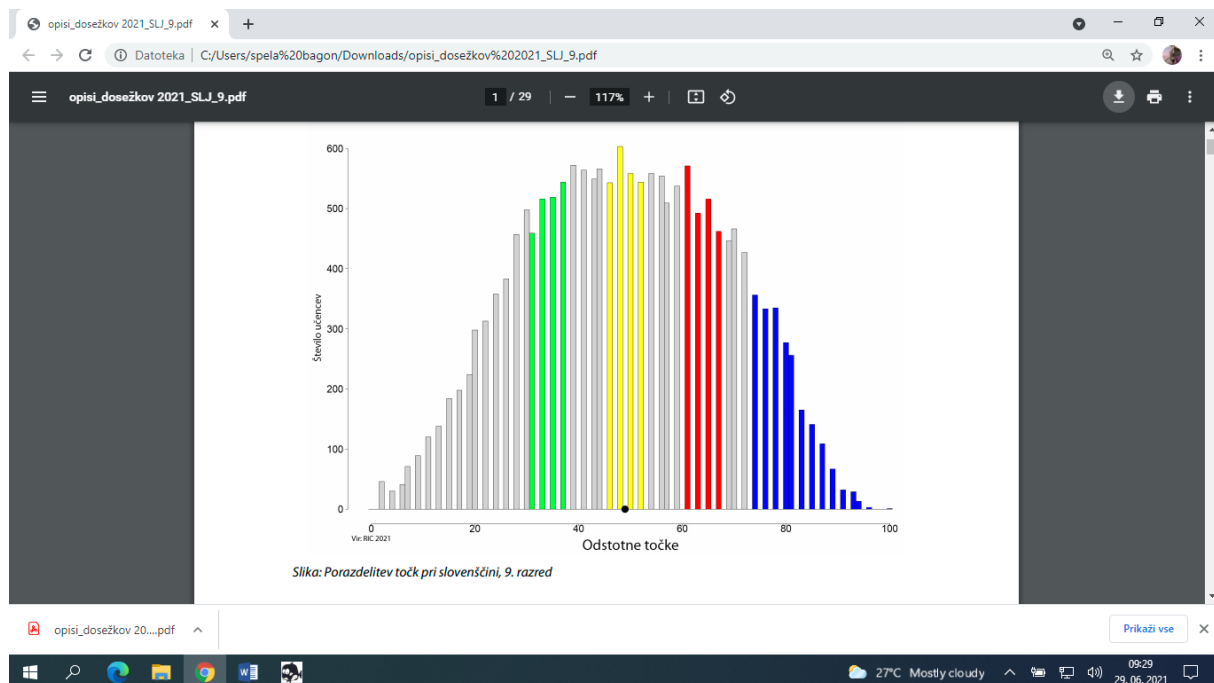 opisi_dosežkov 2021_SLJ_9.pdf
Datoteka | C:/Users/spela%20bagon/Downloads/opisi_dosežkov%202021_SLJ_9.pdf
opisi_dosežkov 2021_SLJ_9.pdf 1 / 29 117%
600
500
400
300
200
100
0
Število učencev
0 20 40 60 80 100
Vir: RIC 2021
Odstotne točke
Slika: Porazdelitev točk pri slovenščini, 9. razred
opisi_dosežkov 20....pdf Prikaži vse
27°C Mostly cloudy 09:29
29. 06. 2021